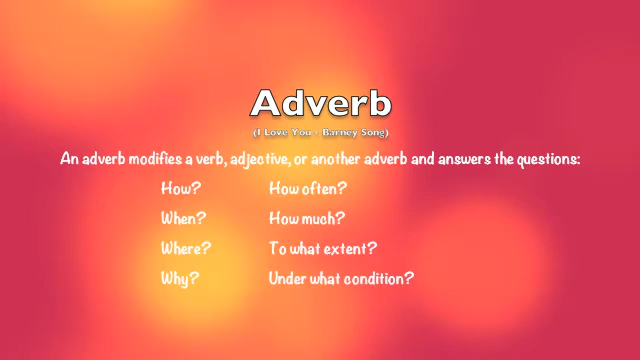 Adverb
(I Love You - Barney Song)
An adverb modifies a verb, adjective, or another adverb and answers the questions:
How? How often?
When? How much?
Where? To what extent?
Why? Under what condition?